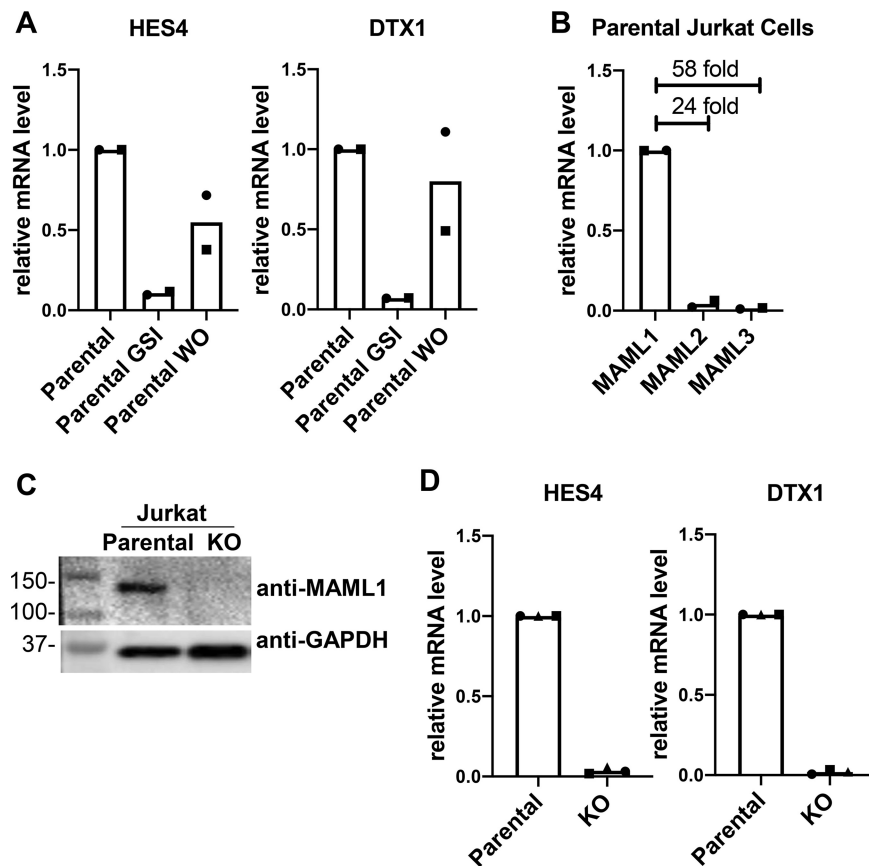 A
HES4
DTX1
relative mRNA level
1.5
1.0
0.5
0.0
Parental
Parental GSI
Parental WO
relative mRNA level
1.5
1.0
0.5
0.0
Parental
Parental GSI
Parental WO
B
Parental Jurkat Cells
58 fold
24 fold
relative mRNA level
1.5
1.0
0.5
0.0
MAML1
MAML2
MAML3
C
Jurkat
Parental KO
150-
100-
anti-MAML1
37-
anti-GAPDH
D
HES4
DTX1
relative mRNA level
1.5
1.0
0.5
0.0
Parental
KO
relative mRNA level
1.5
1.0
0.5
0.0
Parental
KO